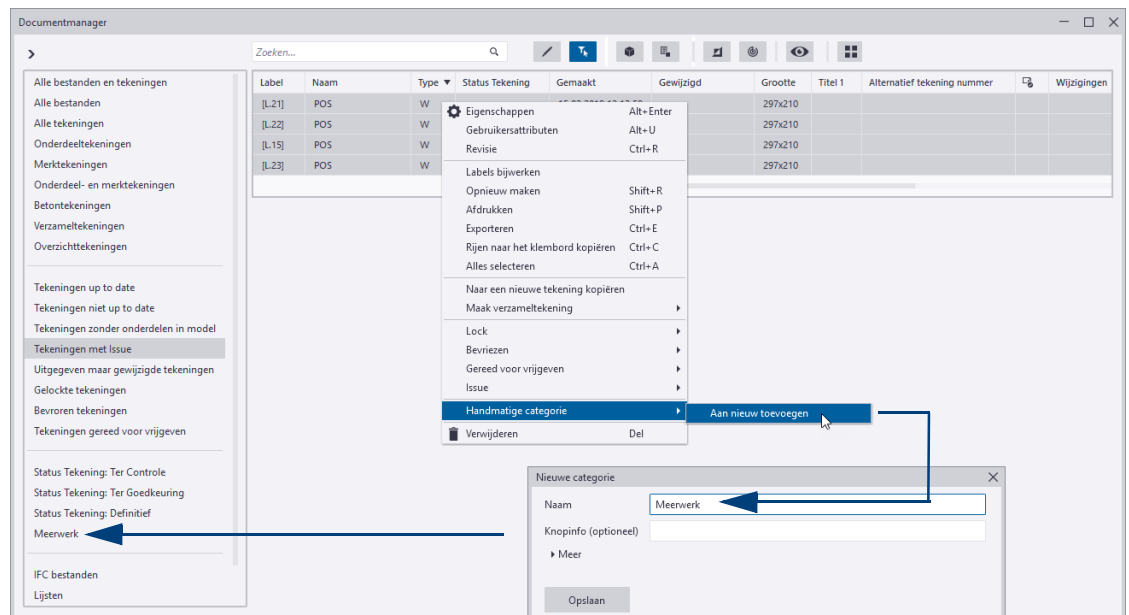 Documentmanager
Zoeken...
Alle bestanden en tekeningen
Alle bestanden
Alle tekeningen
Onderdeeltekeningen
Merktekeningen
Onderdeel- en merktekeningen
Betontekeningen
Verzameltekeningen
Overzichttekeningen
Tekeningen up to date
Tekeningen niet up to date
Tekeningen zonder onderdelen in model
Tekeningen met Issue
Uitgegeven maar gewijzigde tekeningen
Gelockte tekeningen
Bevroren tekeningen
Tekeningen gereed voor vrijgeven
Status Tekening: Ter Controle
Status Tekening: Ter Goedkeuring
Status Tekening: Definitief
Meerwerk
IFC bestanden
Lijsten
Label Naam Type Status Tekening Gemaakt Gewijzigd Grootte Titel 1 Alternatief tekening nummer Wijzigingen
[L.21] POS W 297x210
[L.22] POS W 297x210
[L.15] POS W 297x210
[L.23] POS W 297x210
Eigenschappen Alt+Enter
Gebruikersattributen Alt+U
Revisie Ctrl+R
Labels bijwerken
Opnieuw maken Shift+R
Afdrukken Shift+P
Exporteren Ctrl+E
Rijen naar het klembord kopiëren Ctrl+C
Alles selecteren Ctrl+A
Naar een nieuwe tekening kopiëren
Maak verzameltekening
Lock
Bevriezen
Gereed voor vrijgeven
Issue
Handmatige categorie
Aan nieuw toevoegen
Verwijderen Del
Nieuwe categorie
Naam Meerwerk
Knopinfo (optioneel)
Meer
Opslaan